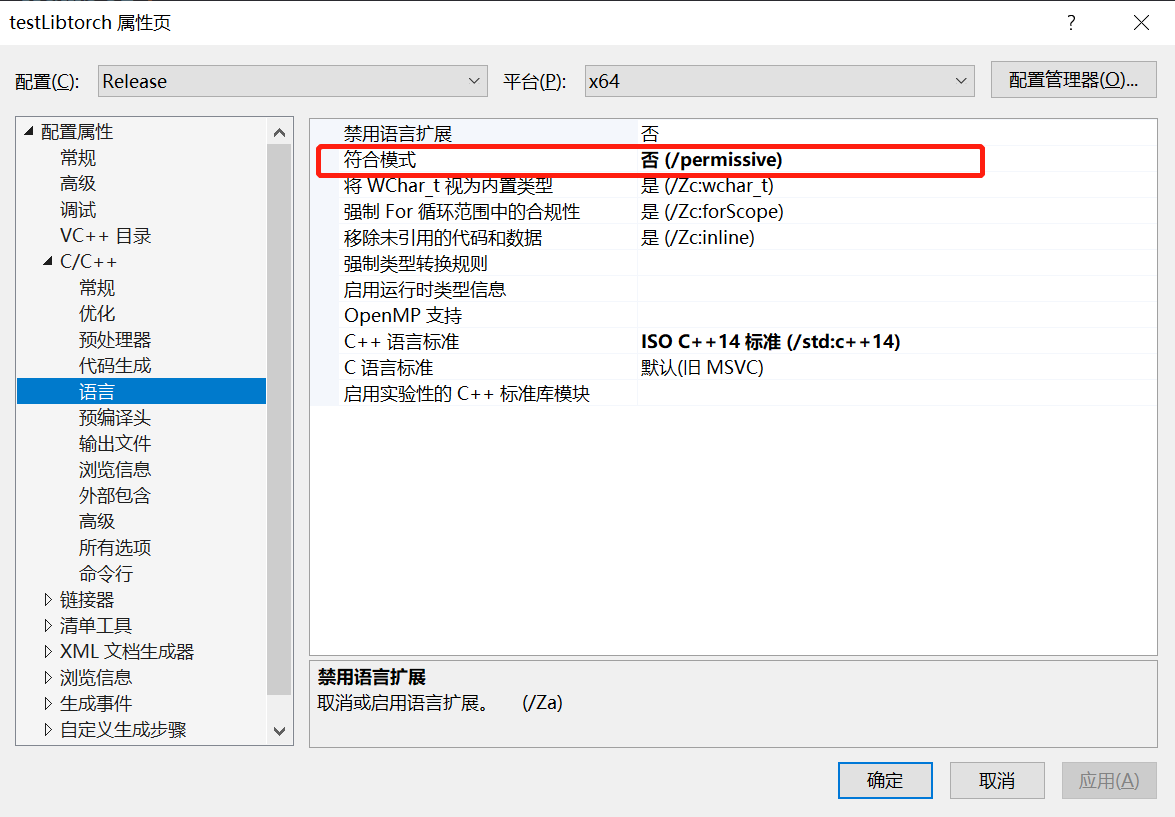 testLibtorch 属性页
?
配置(C): Release 平台(P): x64 配置管理器(O)...
配置属性
常规
高级
调试
VC++ 目录
C/C++
常规
优化
预处理器
代码生成
语言
预编译头
输出文件
浏览信息
外部包含
高级
所有选项
命令行
链接器
清单工具
XML 文档生成器
浏览信息
生成事件
自定义生成步骤
禁用语言扩展 否
符合模式 否 (/permissive)
将 WChar_t 视为内置类型 是 (/Zc:wchar_t)
强制 For 循环范围中的合规性 是 (/Zc:forScope)
移除未引用的代码和数据 是 (/Zc:inline)
强制类型转换规则
启用运行时类型信息
OpenMP 支持
C++ 语言标准 ISO C++14 标准 (/std:c++14)
C 语言标准 默认(旧 MSVC)
启用实验性的 C++ 标准库模块
禁用语言扩展
取消或启用语言扩展。 (/Za)
确定 取消 应用(A)